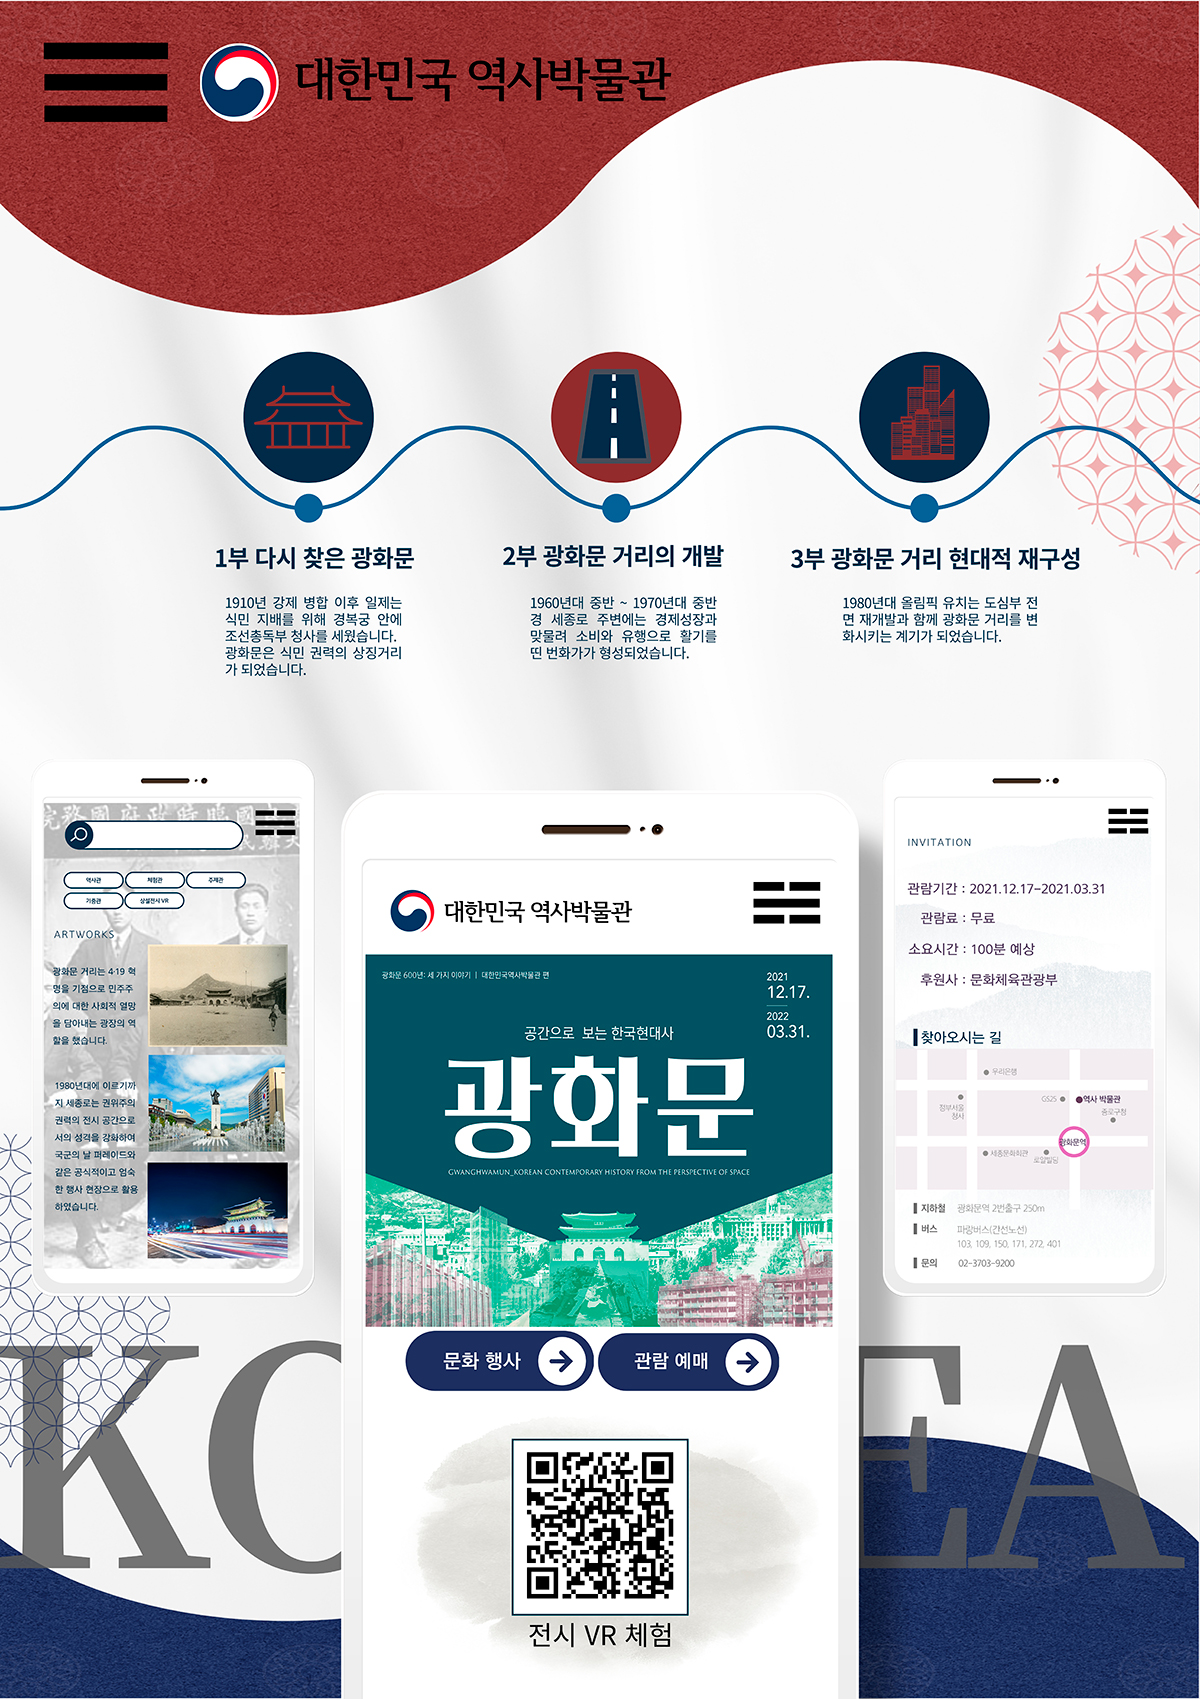 대한민국 역사박물관
1부 다시 찾은 광화문
1910년 강제 병합 이후 일제는
식민 지배를 위해 경복궁 안에
조선총독부 청사를 세웠습니다.
광화문은 식민 권력의 상징거리
가 되었습니다.
2부 광화문 거리의 개발
1960년대 중반 ~ 1970년대 중반
경 세종로 주변에는 경제성장과
맞물려 소비와 유행으로 활기를
띤 번화가가 형성되었습니다.
3부 광화문 거리 현대적 재구성
1980년대 올림픽 유치는 도심부 전
면 재개발과 함께 광화문 거리를 변
화시키는 계기가 되었습니다.
역사관
체험관
주제관
기증관
상설전시 VR
ARTWORKS
광화문 거리는 4·19 혁
명을 기점으로 민주주
의에 대한 사회적 열망
을 담아내는 광장의 역
할을 했습니다.
1980년대에 이르기까
지 세종로는 권위주의
권력의 전시 공간으로
서의 성격을 강화하여
국군의 날 퍼레이드와
같은 공식적이고 엄숙
한 행사 현장으로 활용
하였습니다.
대한민국 역사박물관
광화문 600년: 세 가지 이야기 | 대한민국역사박물관 편
2021
12.17.
2022
03.31.
공간으로 보는 한국현대사
광화문
GWANGHWAMUN_KOREAN CONTEMPORARY HISTORY FROM THE PERSPECTIVE OF SPACE
문화 행사
관람 예매
전시 VR 체험
INVITATION
관람기간 : 2021.12.17-2021.03.31
관람료 : 무료
소요시간 : 100분 예상
후원사 : 문화체육관광부
찾아오시는 길
우리은행
정부서울
청사
GS25
역사 박물관
종로구청
광화문역
세종문화회관
로얄빌딩
지하철 광화문역 2번출구 250m
버스 파랑버스(간선노선)
103, 109, 150, 171, 272, 401
문의 02-3703-9200
KO EA